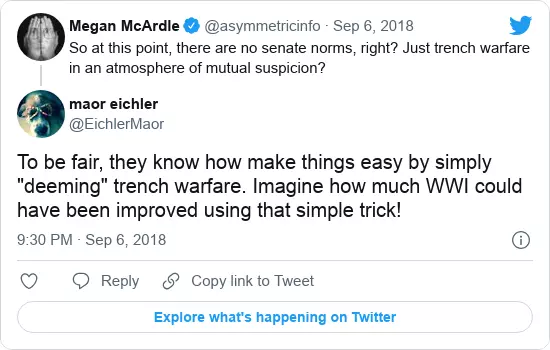 Megan McArdle @asymmetricinfo · Sep 6, 2018
So at this point, there are no senate norms, right? Just trench warfare
in an atmosphere of mutual suspicion?
maor eichler
@EichlerMaor
To be fair, they know how make things easy by simply
"deeming" trench warfare. Imagine how much WWI could
have been improved using that simple trick!
9:30 PM · Sep 6, 2018
Reply Copy link to Tweet
Explore what's happening on Twitter